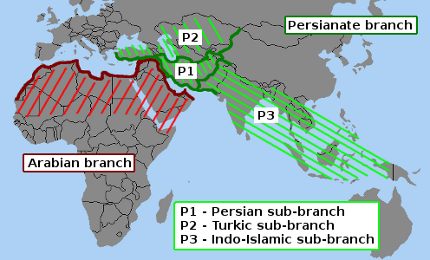 Persianate branch
P2
P1
P3
Arabian branch
P1 - Persian sub-branch
P2 - Turkic sub-branch
P3 - Indo-Islamic sub-branch